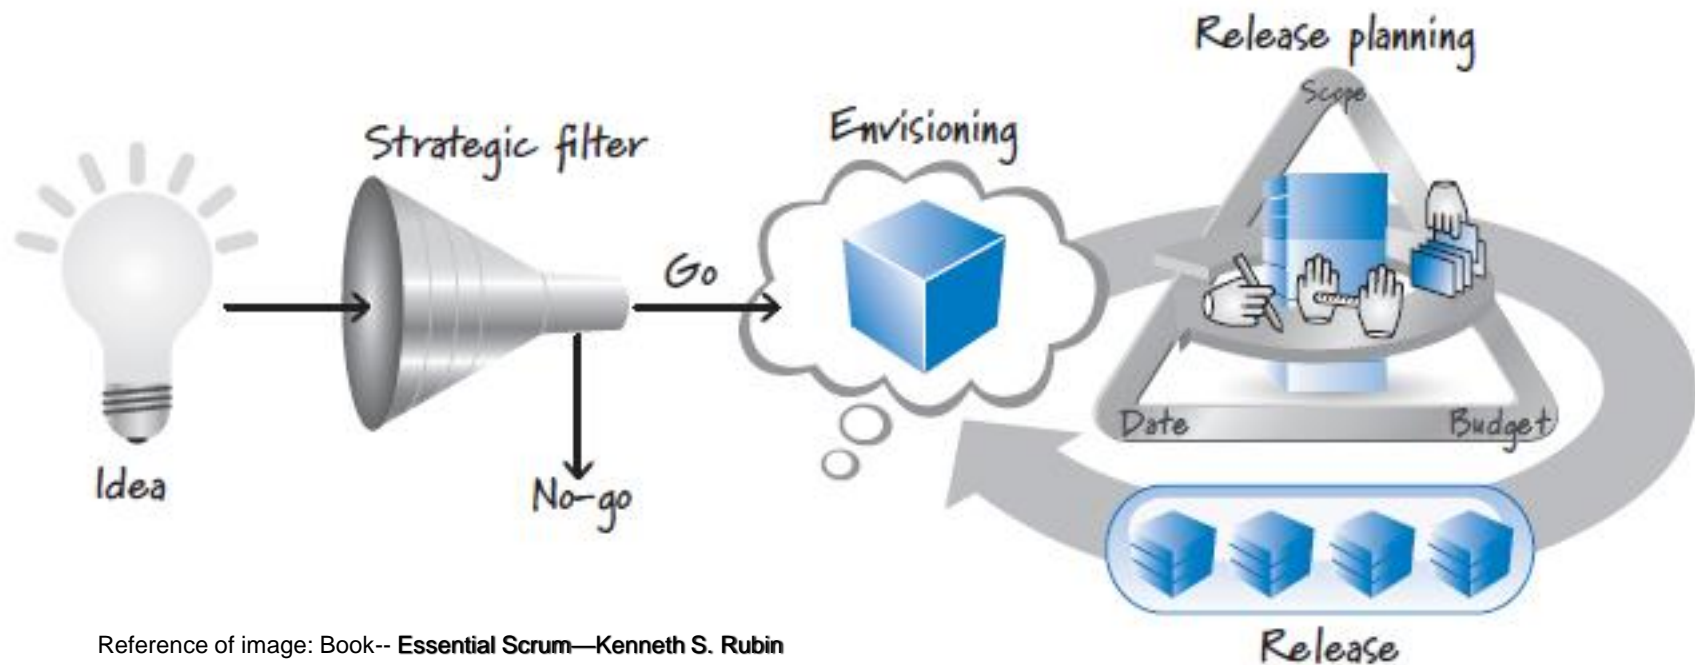 Release planning
Scope
Envisioning
Strategic filter
Go
Date
Budget
Idea
No-go
Reference of image: Book-- Essential Scrum—Kenneth S. Rubin
Release